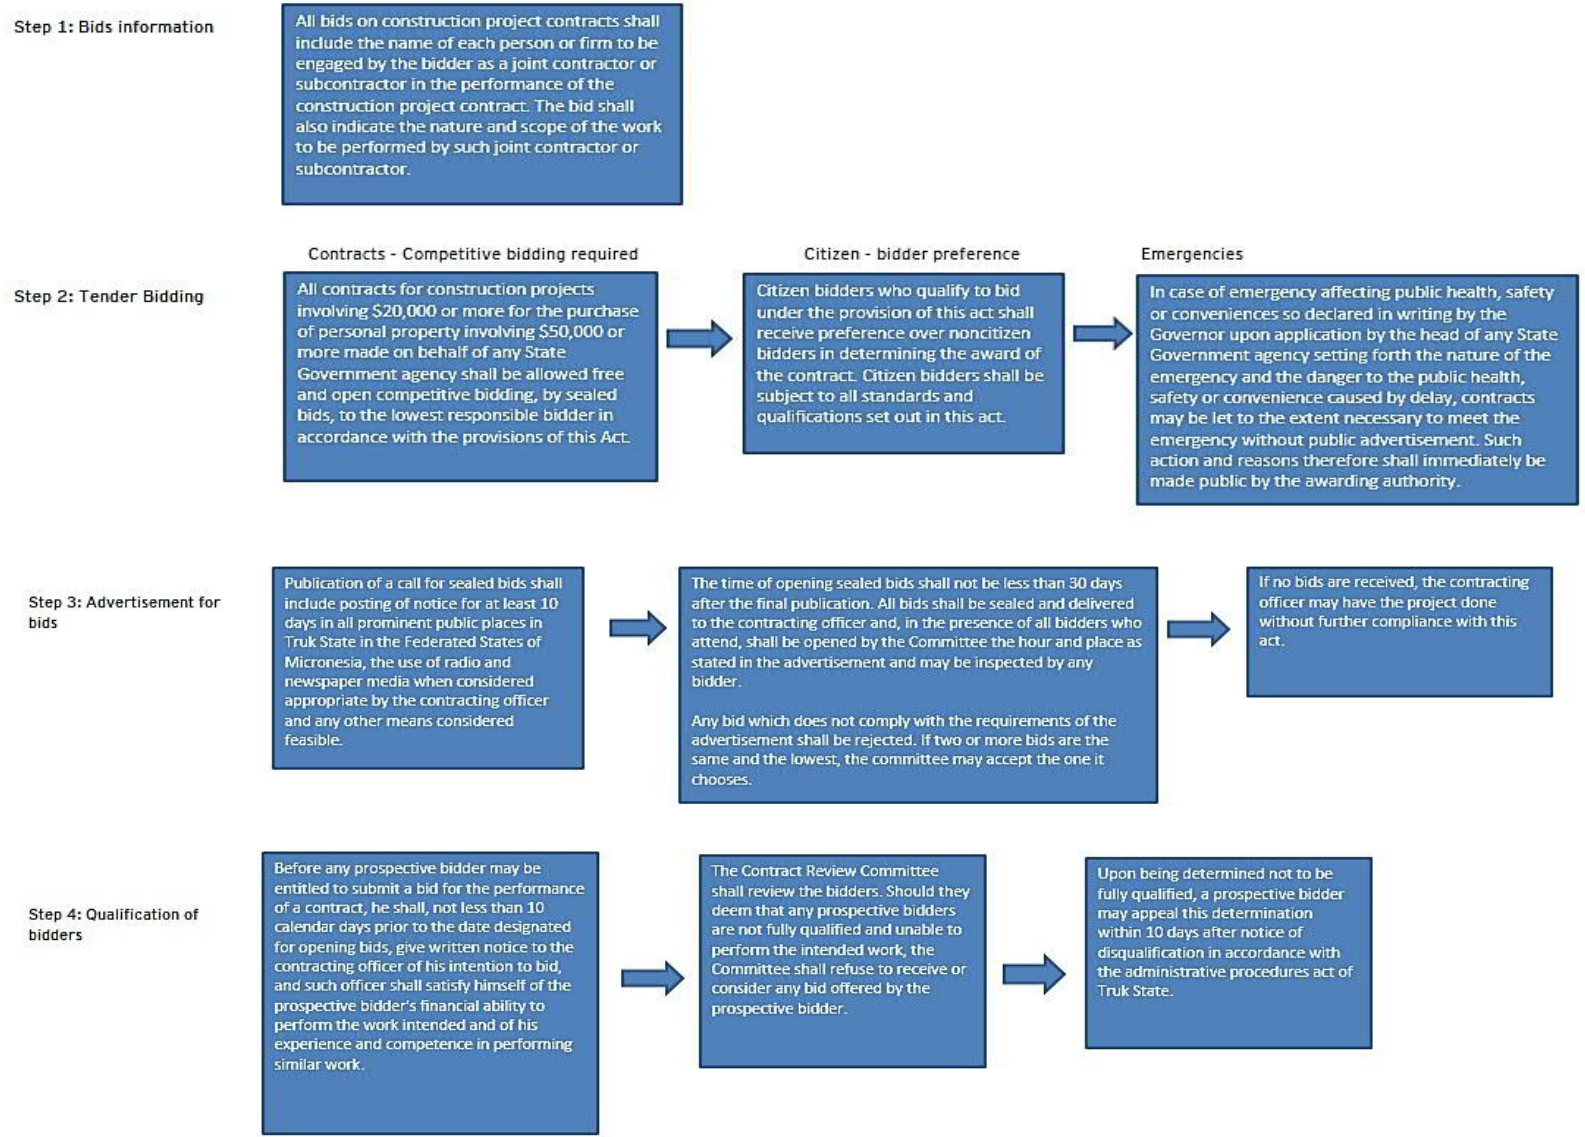 Step 1: Bids information
All bids on construction project contracts shall
include the name of each person or firm to be
engaged by the bidder as a joint contractor or
subcontractor in the performance of the
construction project contract. The bid shall
also indicate the nature and scope of the work
to be performed by such joint contractor or
subcontractor.
Step 2: Tender Bidding
Contracts - Competitive bidding required
All contracts for construction projects
involving $20,000 or more for the purchase
of personal property involving $50,000 or
more made on behalf of any State
Government agency shall be allowed free
and open competitive bidding, by sealed
bids, to the lowest responsible bidder in
accordance with the provisions of this Act.
Citizen - bidder preference
Citizen bidders who qualify to bid
under the provision of this act shall
receive preference over noncitizen
bidders in determining the award of
the contract. Citizen bidders shall be
subject to all standards and
qualifications set out in this act.
Emergencies
In case of emergency affecting public health, safety
or conveniences so declared in writing by the
Governor upon application by the head of any State
Government agency setting forth the nature of the
emergency and the danger to the public health,
safety or convenience caused by delay, contracts
may be let to the extent necessary to meet the
emergency without public advertisement. Such
action and reasons therefore shall immediately be
made public by the awarding authority.
Step 3: Advertisement for
bids
Publication of a call for sealed bids shall
include posting of notice for at least 10
days in all prominent public places in
Truk State in the Federated States of
Micronesia, the use of radio and
newspaper media when considered
appropriate by the contracting officer
and any other means considered
feasible.
The time of opening sealed bids shall not be less than 30 days
after the final publication. All bids shall be sealed and delivered
to the contracting officer and, in the presence of all bidders who
attend, shall be opened by the Committee the hour and place as
stated in the advertisement and may be inspected by any
bidder.
Any bid which does not comply with the requirements of the
advertisement shall be rejected. If two or more bids are the
same and the lowest, the committee may accept the one it
chooses.
If no bids are received, the contracting
officer may have the project done
without further compliance with this
act.
Step 4: Qualification of
bidders
Before any prospective bidder may be
entitled to submit a bid for the performance
of a contract, he shall, not less than 10
calendar days prior to the date designated
for opening bids, give written notice to the
contracting officer of his intention to bid,
and such officer shall satisfy himself of the
prospective bidder's financial ability to
perform the work intended and of his
experience and competence in performing
similar work.
The Contract Review Committee
shall review the bidders. Should they
deem that any prospective bidders
are not fully qualified and unable to
perform the intended work, the
Committee shall refuse to receive or
consider any bid offered by the
prospective bidder.
Upon being determined not to be
fully qualified, a prospective bidder
may appeal this determination
within 10 days after notice of
disqualification in accordance with
the administrative procedures act of
Truk State.